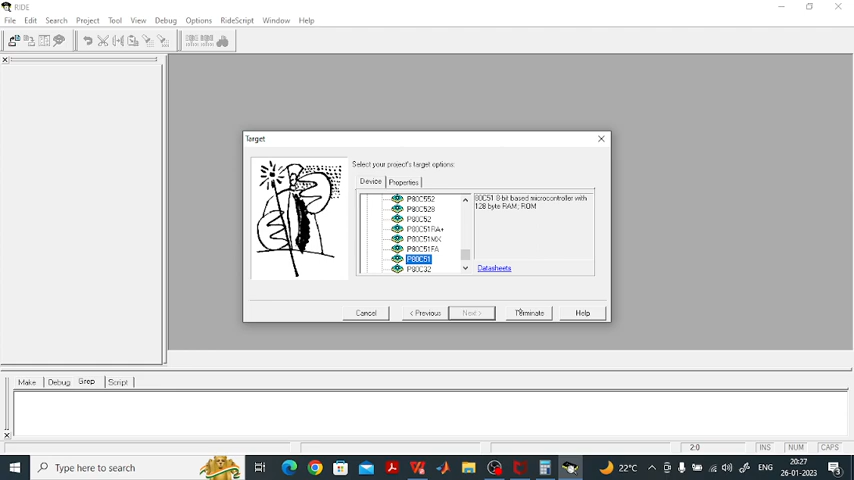 RIDE
File Edit Search Project Tool View Debug Options RideScript Window Help
Target
Select your project's target options:
Device Properties
P80C552
P80C528
P80C52
P80C51RA+
P80C51MX
P80C51FA
P80C51
P80C32
80C51 8-bit based microcontroller with
128 byte RAM; ROM
Datasheets
Cancel < Previous Next > Terminate Help
Make Debug Grep Script
2:0 INS NUM CAPS
Type here to search
22°C ENG 20:27
26-01-2023
3